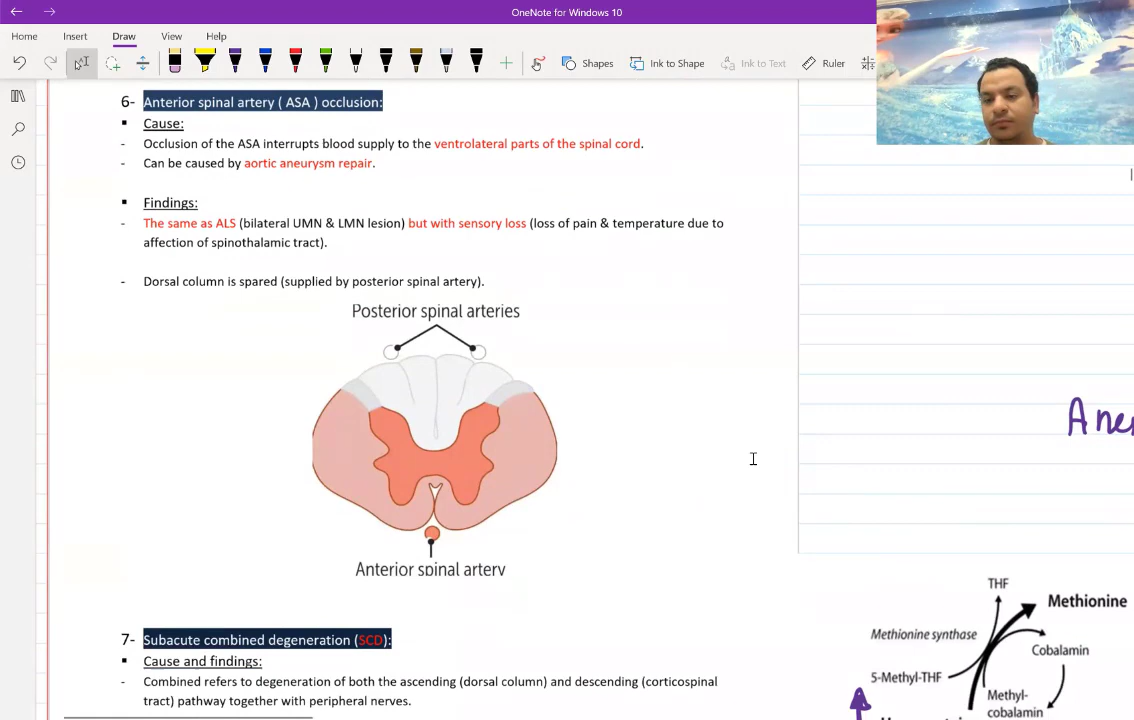 OneNote for Windows 10
Home Insert Draw View Help
Shapes Ink to Shape Ink to Text Ruler
6- Anterior spinal artery ( ASA ) occlusion:
▪ Cause:
- Occlusion of the ASA interrupts blood supply to the ventrolateral parts of the spinal cord.
- Can be caused by aortic aneurysm repair.
▪ Findings:
- The same as ALS (bilateral UMN & LMN lesion) but with sensory loss (loss of pain & temperature due to
affection of spinothalamic tract).
- Dorsal column is spared (supplied by posterior spinal artery).
Posterior spinal arteries
Anterior spinal artery
7- Subacute combined degeneration (SCD):
▪ Cause and findings:
- Combined refers to degeneration of both the ascending (dorsal column) and descending (corticospinal
tract) pathway together with peripheral nerves.
THF
Methionine
Methionine synthase
Cobalamin
5-Methyl-THF
Methyl-
cobalamin